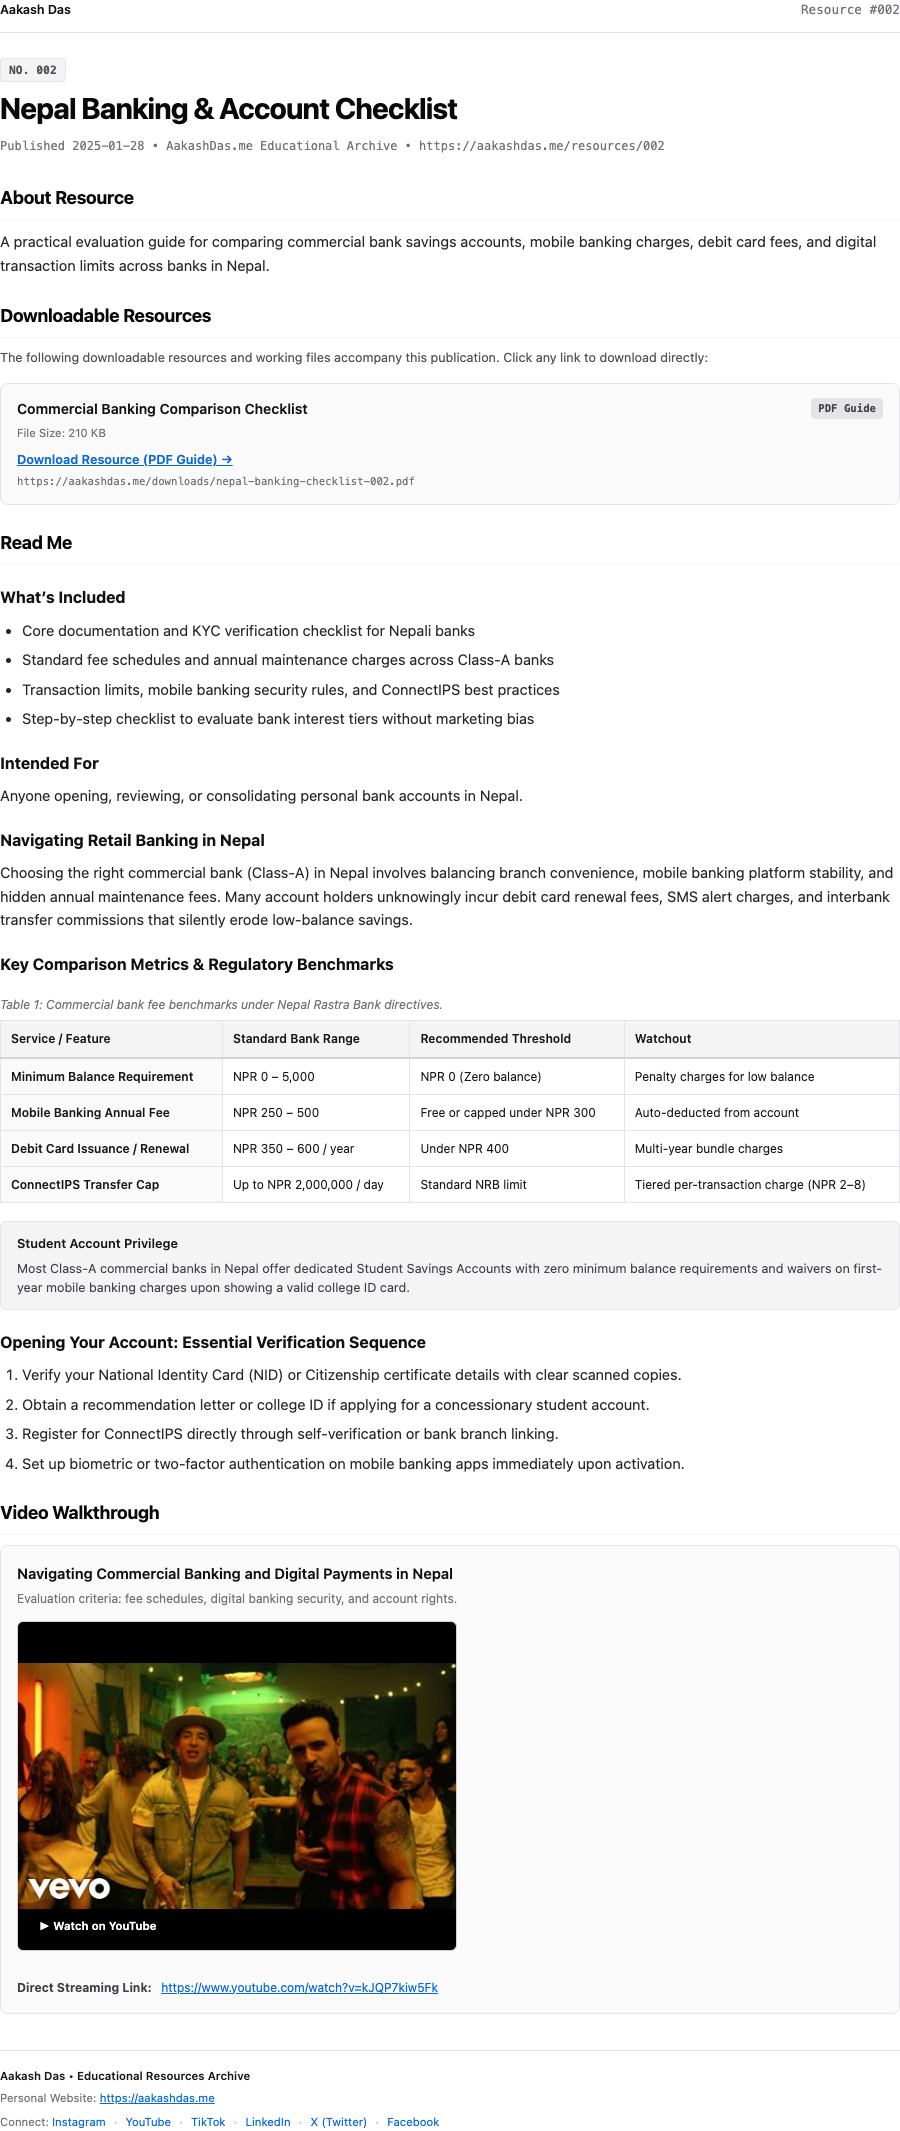 Aakash Das
Resource #002
NO. 002
Nepal Banking & Account Checklist
Published 2025-01-28 • AakashDas.me Educational Archive • https://aakashdas.me/resources/002
About Resource
A practical evaluation guide for comparing commercial bank savings accounts, mobile banking charges, debit card fees, and digital
transaction limits across banks in Nepal.
Downloadable Resources
The following downloadable resources and working files accompany this publication. Click any link to download directly:
Commercial Banking Comparison Checklist
PDF Guide
File Size: 210 KB
Download Resource (PDF Guide) →
https://aakashdas.me/downloads/nepal-banking-checklist-002.pdf
Read Me
What’s Included
• Core documentation and KYC verification checklist for Nepali banks
• Standard fee schedules and annual maintenance charges across Class-A banks
• Transaction limits, mobile banking security rules, and ConnectIPS best practices
• Step-by-step checklist to evaluate bank interest tiers without marketing bias
Intended For
Anyone opening, reviewing, or consolidating personal bank accounts in Nepal.
Navigating Retail Banking in Nepal
Choosing the right commercial bank (Class-A) in Nepal involves balancing branch convenience, mobile banking platform stability, and
hidden annual maintenance fees. Many account holders unknowingly incur debit card renewal fees, SMS alert charges, and interbank
transfer commissions that silently erode low-balance savings.
Key Comparison Metrics & Regulatory Benchmarks
Table 1: Commercial bank fee benchmarks under Nepal Rastra Bank directives.
Service / Feature Standard Bank Range Recommended Threshold Watchout
Minimum Balance Requirement NPR 0 – 5,000 NPR 0 (Zero balance) Penalty charges for low balance
Mobile Banking Annual Fee NPR 250 – 500 Free or capped under NPR 300 Auto-deducted from account
Debit Card Issuance / Renewal NPR 350 – 600 / year Under NPR 400 Multi-year bundle charges
ConnectIPS Transfer Cap Up to NPR 2,000,000 / day Standard NRB limit Tiered per-transaction charge (NPR 2–8)
Student Account Privilege
Most Class-A commercial banks in Nepal offer dedicated Student Savings Accounts with zero minimum balance requirements and waivers on first-
year mobile banking charges upon showing a valid college ID card.
Opening Your Account: Essential Verification Sequence
1. Verify your National Identity Card (NID) or Citizenship certificate details with clear scanned copies.
2. Obtain a recommendation letter or college ID if applying for a concessionary student account.
3. Register for ConnectIPS directly through self-verification or bank branch linking.
4. Set up biometric or two-factor authentication on mobile banking apps immediately upon activation.
Video Walkthrough
Navigating Commercial Banking and Digital Payments in Nepal
Evaluation criteria: fee schedules, digital banking security, and account rights.
vevo
▶ Watch on YouTube
Direct Streaming Link: https://www.youtube.com/watch?v=kJQP7kiw5Fk
Aakash Das • Educational Resources Archive
Personal Website: https://aakashdas.me
Connect: Instagram · YouTube · TikTok · LinkedIn · X (Twitter) · Facebook